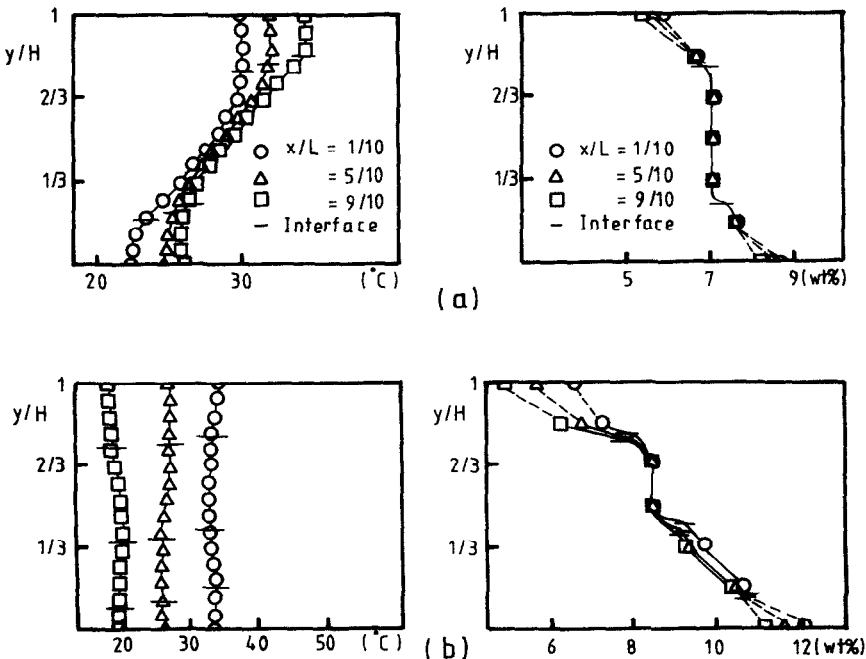 1
y/H
2/3
1/3
○ x/L = 1/10
△ = 5/10
□ = 9/10
— Interface
20 30 (°C)
1
y/H
2/3
1/3
○ x/L = 1/10
△ = 5/10
□ = 9/10
— Interface
5 7 9 (wt%)
(a)
1
y/H
2/3
1/3
20 30 40 50 (°C)
1
y/H
2/3
1/3
6 8 10 12 (wt%)
(b)